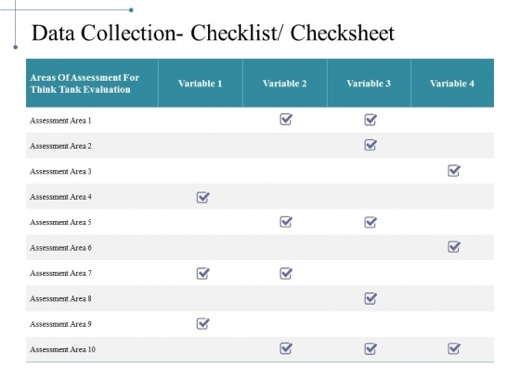 Data Collection- Checklist/ Checksheet
Areas Of Assessment For
Think Tank Evaluation
Variable 1
Variable 2
Variable 3
Variable 4
Assessment Area 1
Assessment Area 2
Assessment Area 3
Assessment Area 4
Assessment Area 5
Assessment Area 6
Assessment Area 7
Assessment Area 8
Assessment Area 9
Assessment Area 10